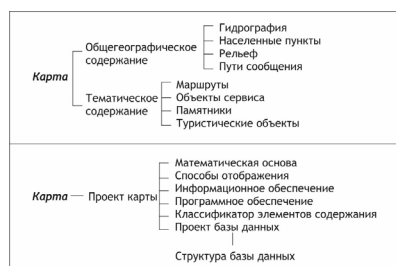 Карта
Общегеографическое
содержание
Гидрография
Населенные пункты
Рельеф
Пути сообщения
Тематическое
содержание
Маршруты
Объекты сервиса
Памятники
Туристические объекты
Карта — Проект карты
Математическая основа
Способы отображения
Информационное обеспечение
Программное обеспечение
Классификатор элементов содержания
Проект базы данных
Структура базы данных